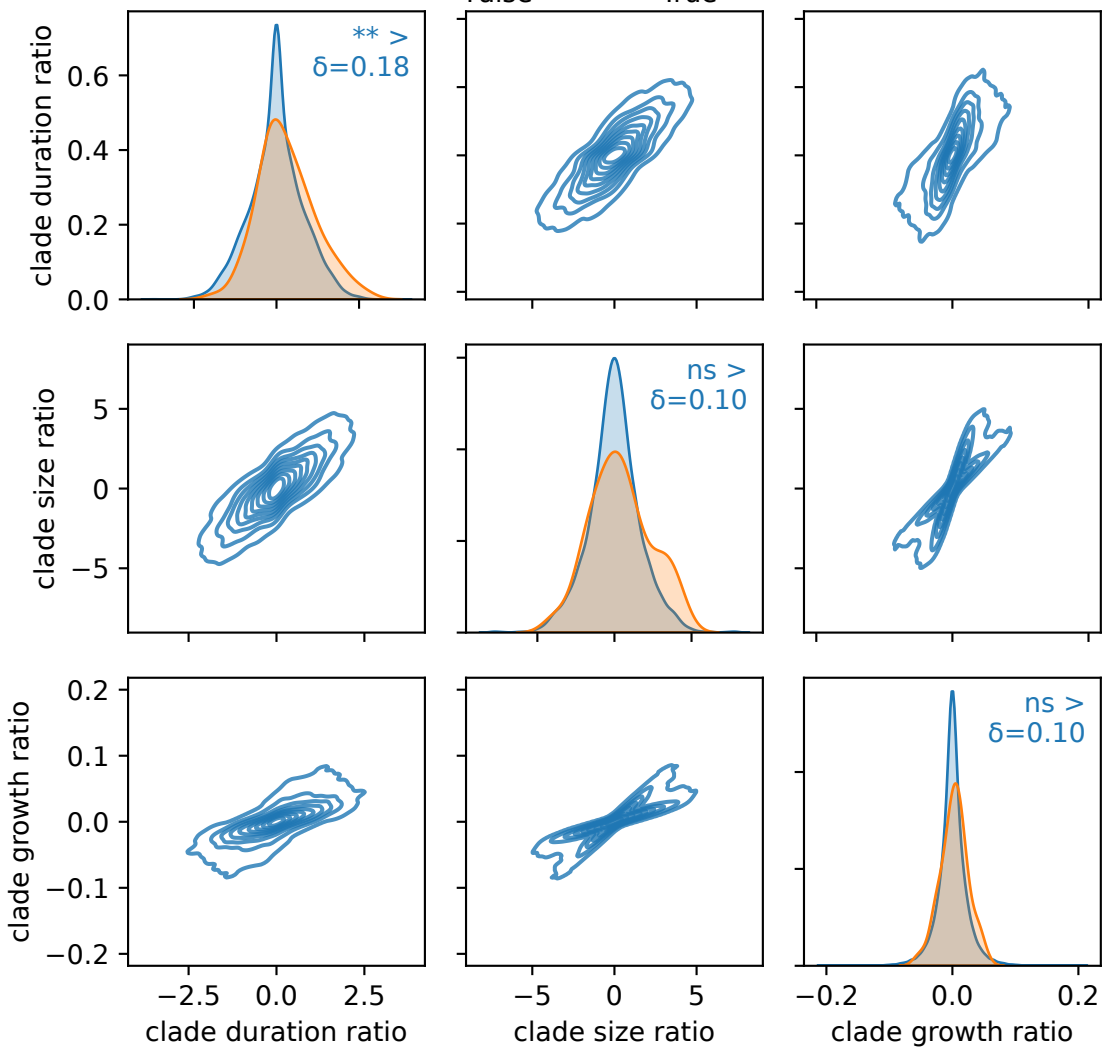 True
clade duration ratio
0.6
0.4
0.2
0.0
** >
δ=0.18
clade size ratio
5
0
−5
ns >
δ=0.10
clade growth ratio
0.2
0.1
0.0
−0.1
−0.2
ns >
δ=0.10
−2.5 0.0 2.5
−5 0 5
−0.2 0.0 0.2
clade duration ratio
clade size ratio
clade growth ratio